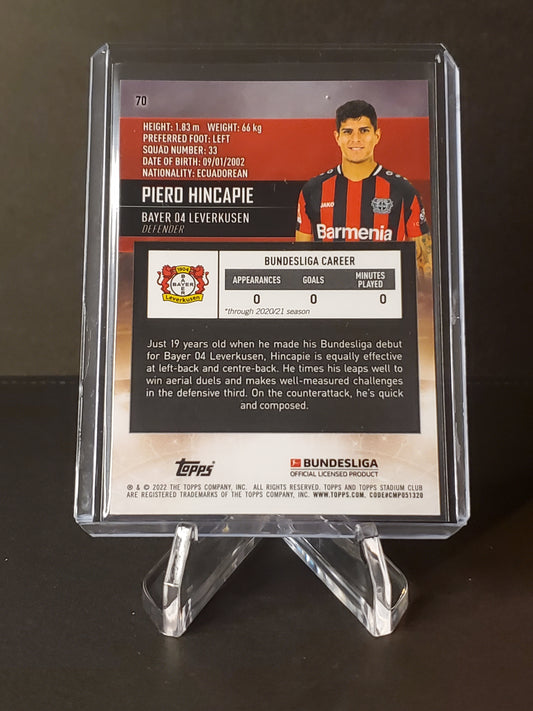 70
HEIGHT: 1.83 m WEIGHT: 66 kg
PREFERRED FOOT: LEFT
SQUAD NUMBER: 33
DATE OF BIRTH: 09/01/2002
NATIONALITY: ECUADOREAN
PIERO HINCAPIE
BAYER 04 LEVERKUSEN
DEFENDER
JAKO
Barmenia
BUNDESLIGA CAREER
APPEARANCES GOALS MINUTES PLAYED
0 0 0
*through 2020/21 season
1904
BAYER
BAYER
Leverkusen
Just 19 years old when he made his Bundesliga debut
for Bayer 04 Leverkusen, Hincapie is equally effective
at left-back and centre-back. He times his leaps well to
win aerial duels and makes well-measured challenges
in the defensive third. On the counterattack, he's quick
and composed.
Topps
BUNDESLIGA
OFFICIAL LICENSED PRODUCT
® & © 2022 THE TOPPS COMPANY, INC. ALL RIGHTS RESERVED. TOPPS AND TOPPS STADIUM CLUB
ARE REGISTERED TRADEMARKS OF THE TOPPS COMPANY, INC. WWW.TOPPS.COM. CODE#CMP051320